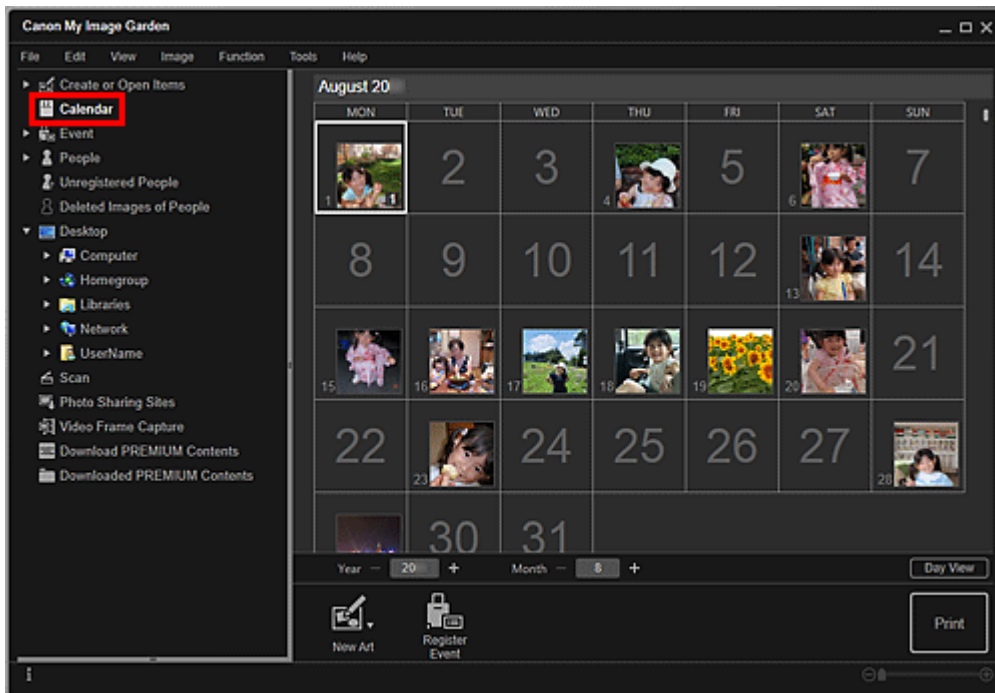 Canon My Image Garden
File Edit View Image Function Tools Help
Create or Open Items
Calendar
Event
People
Unregistered People
Deleted Images of People
Desktop
Computer
Homegroup
Libraries
Network
UserName
Scan
Photo Sharing Sites
Video Frame Capture
Download PREMIUM Contents
Downloaded PREMIUM Contents
August 20
MON TUE WED THU FRI SAT SUN
1 1 2 3 4 5 6 7
8 9 10 11 12 13 14
15 16 17 18 19 20 21
22 23 24 25 26 27 28
30 31
Year − 20 + Month − 8 + Day View
New Art
Register
Event
Print